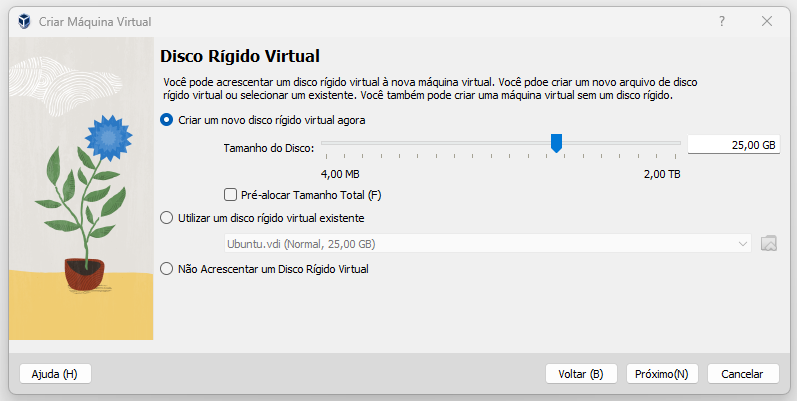 Criar Máquina Virtual
Disco Rígido Virtual
Você pode acrescentar um disco rígido virtual à nova máquina virtual. Você pdoe criar um novo arquivo de disco
rígido virtual ou selecionar um existente. Você também pode criar uma máquina virtual sem um disco rígido.
Criar um novo disco rígido virtual agora
Tamanho do Disco:
25,00 GB
4,00 MB
2,00 TB
Pré-alocar Tamanho Total (F)
Utilizar um disco rígido virtual existente
Ubuntu.vdi (Normal, 25,00 GB)
Não Acrescentar um Disco Rígido Virtual
Ajuda (H)
Voltar (B)
Próximo(N)
Cancelar